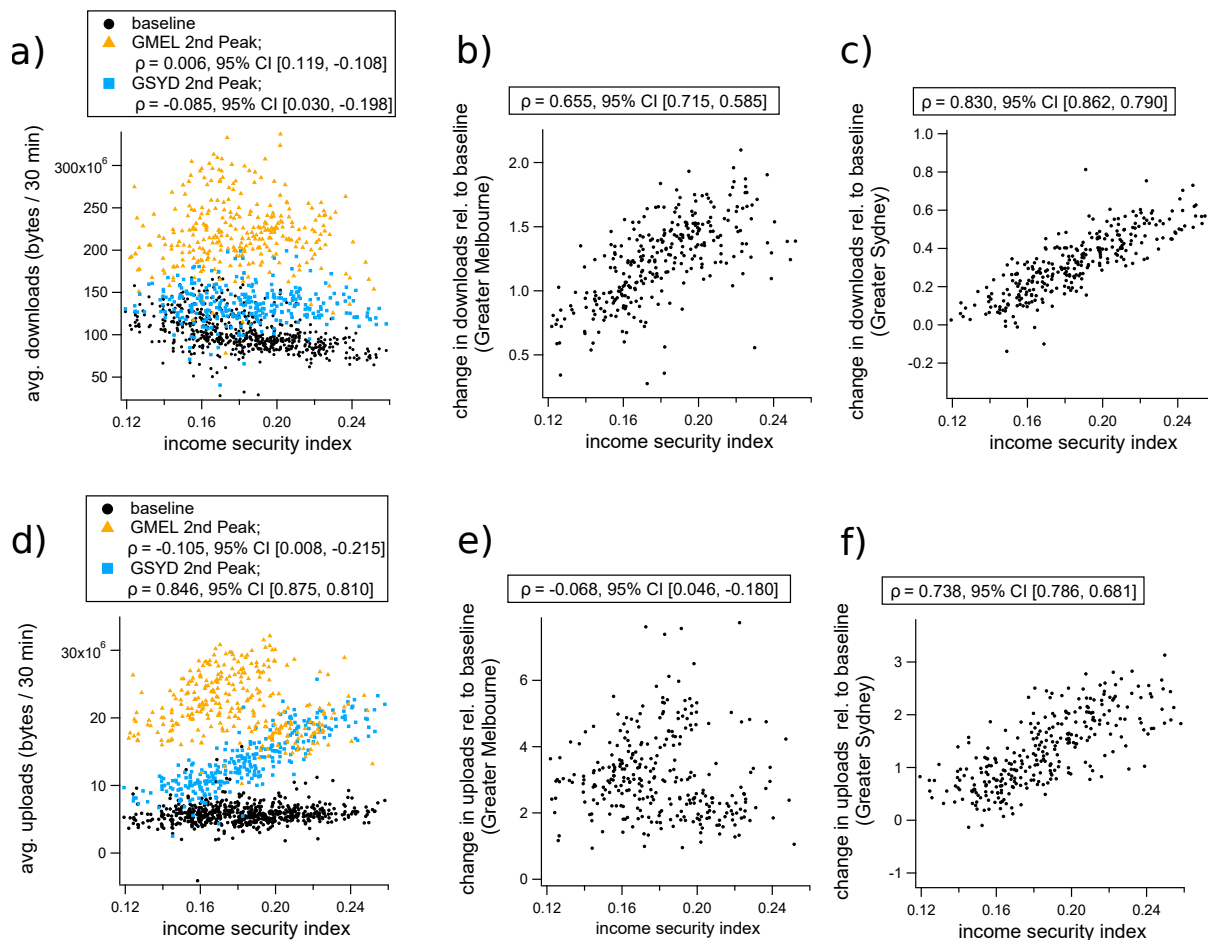 a)
baseline
GMEL 2nd Peak;
ρ = 0.006, 95% CI [0.119, -0.108]
GSYD 2nd Peak;
ρ = -0.085, 95% CI [0.030, -0.198]
avg. downloads (bytes / 30 min)
300x10⁶
250
200
150
100
50
0.12 0.16 0.20 0.24
income security index
b)
ρ = 0.655, 95% CI [0.715, 0.585]
change in downloads rel. to baseline
(Greater Melbourne)
2.0
1.5
1.0
0.5
0.12 0.16 0.20 0.24
income security index
c)
ρ = 0.830, 95% CI [0.862, 0.790]
change in downloads rel. to baseline
(Greater Sydney)
1.0
0.8
0.6
0.4
0.2
0.0
-0.2
0.12 0.16 0.20 0.24
income security index
d)
baseline
GMEL 2nd Peak;
ρ = -0.105, 95% CI [0.008, -0.215]
GSYD 2nd Peak;
ρ = 0.846, 95% CI [0.875, 0.810]
avg. uploads (bytes / 30 min)
30x10⁶
20
10
0
0.12 0.16 0.20 0.24
income security index
e)
ρ = -0.068, 95% CI [0.046, -0.180]
change in uploads rel. to baseline
(Greater Melbourne)
6
4
2
0
0.12 0.16 0.20 0.24
income security index
f)
ρ = 0.738, 95% CI [0.786, 0.681]
change in uploads rel. to baseline
(Greater Sydney)
3
2
1
0
-1
0.12 0.16 0.20 0.24
income security index